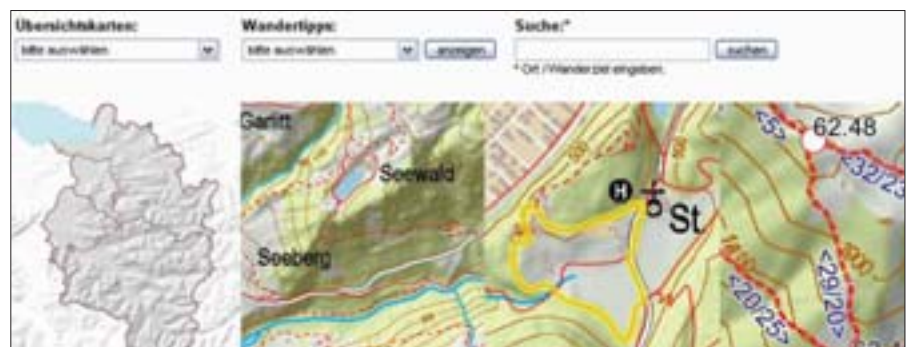 Übersichtskarten:
bitte auswählen
Wandertipps:
bitte auswählen
anzeigen
Suche:*
suchen
* Ort / Wanderziel eingeben.
Garitt
Seewald
Seeberg
H
St
62.48
<5>
<32/23
<29/20>
<20/25>